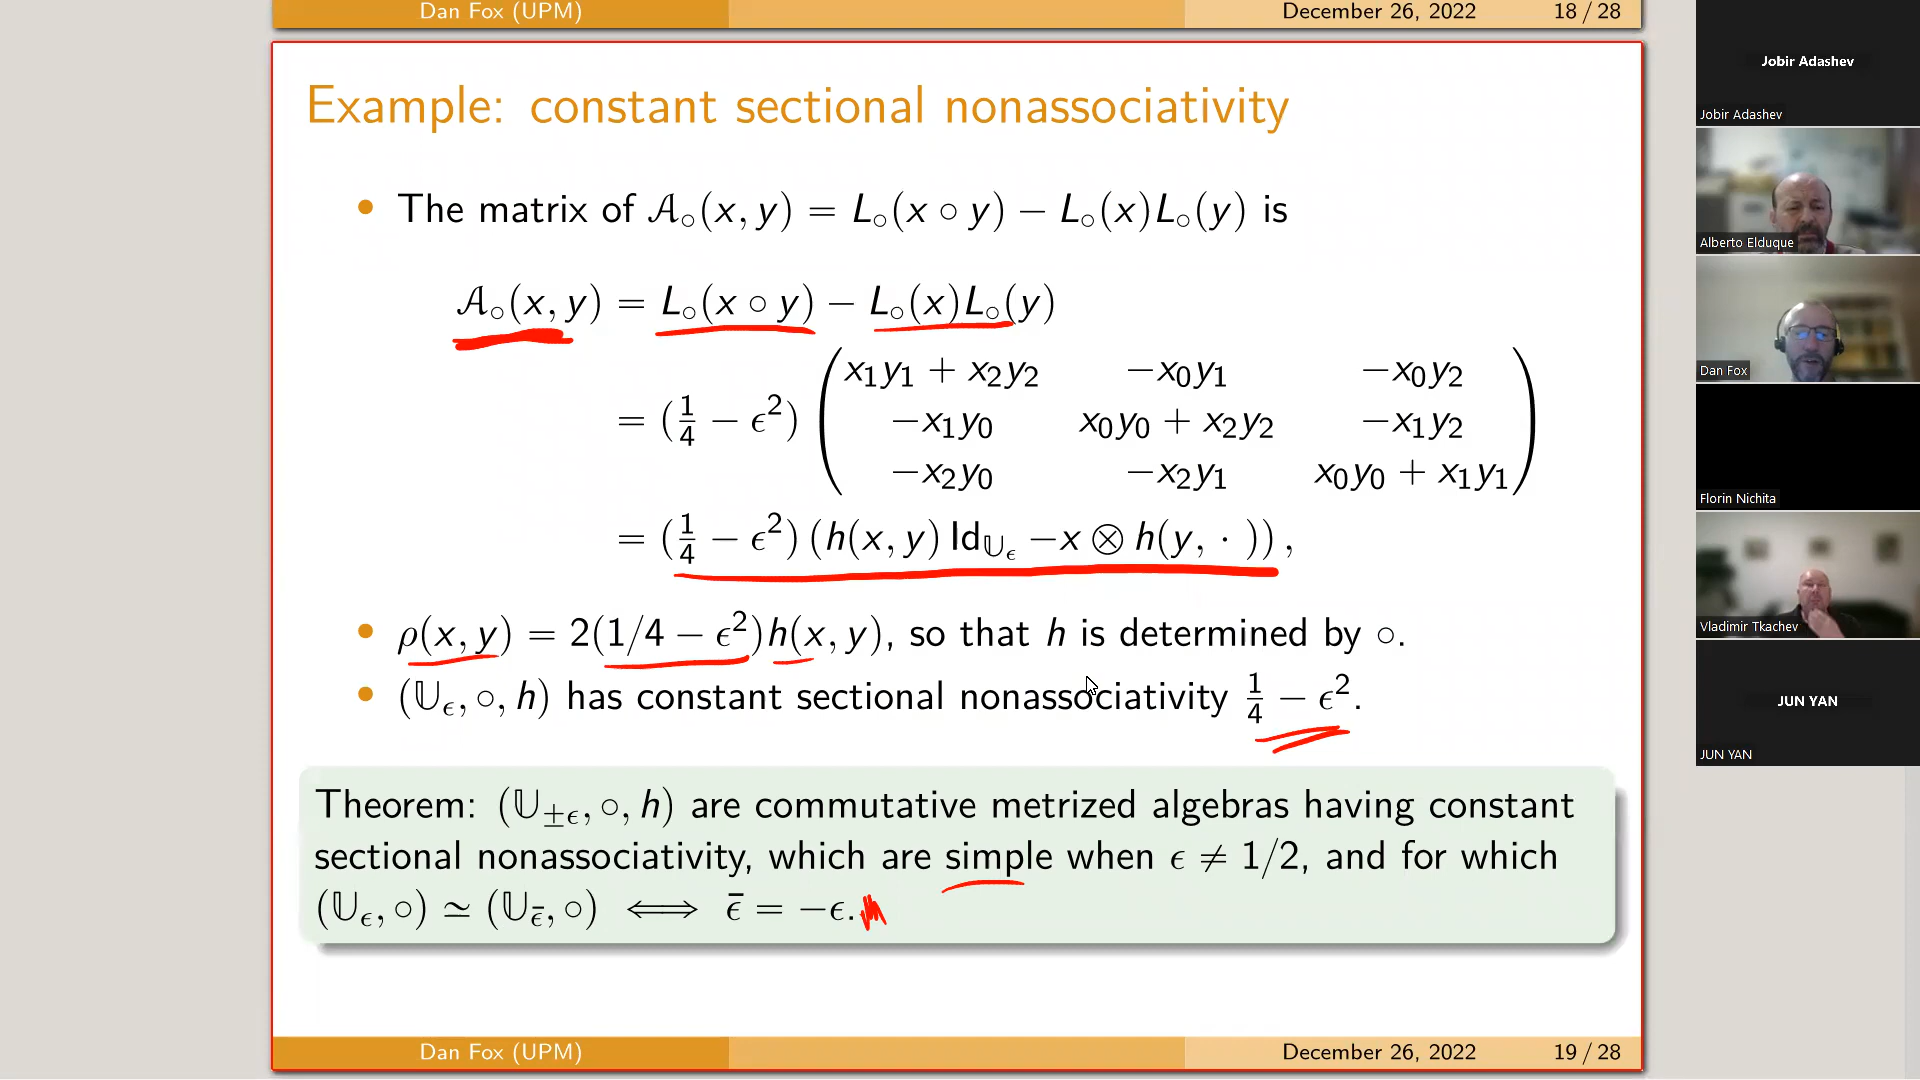 Dan Fox (UPM) December 26, 2022 18 / 28
Example: constant sectional nonassociativity
• The matrix of 𝒜∘(x, y) = L∘(x ∘ y) − L∘(x)L∘(y) is
𝒜∘(x, y) = L∘(x ∘ y) − L∘(x)L∘(y)
= (1/4 − ϵ²) ( x₁y₁ + x₂y₂ −x₀y₁ −x₀y₂
−x₁y₀ x₀y₀ + x₂y₂ −x₁y₂
−x₂y₀ −x₂y₁ x₀y₀ + x₁y₁ )
= (1/4 − ϵ²) (h(x, y) Id_𝕌ϵ −x ⊗ h(y, · )) ,
• ρ(x, y) = 2(1/4 − ϵ²)h(x, y), so that h is determined by ∘.
• (𝕌ϵ, ∘, h) has constant sectional nonassociativity 1/4 − ϵ².
Theorem: (𝕌±ϵ, ∘, h) are commutative metrized algebras having constant
sectional nonassociativity, which are simple when ϵ ≠ 1/2, and for which
(𝕌ϵ, ∘) ≃ (𝕌ϵ̄, ∘) ⟺ ϵ̄ = −ϵ.
Dan Fox (UPM) December 26, 2022 19 / 28
Jobir Adashev
Jobir Adashev
Alberto Elduque
Dan Fox
Florin Nichita
Vladimir Tkachev
JUN YAN
JUN YAN